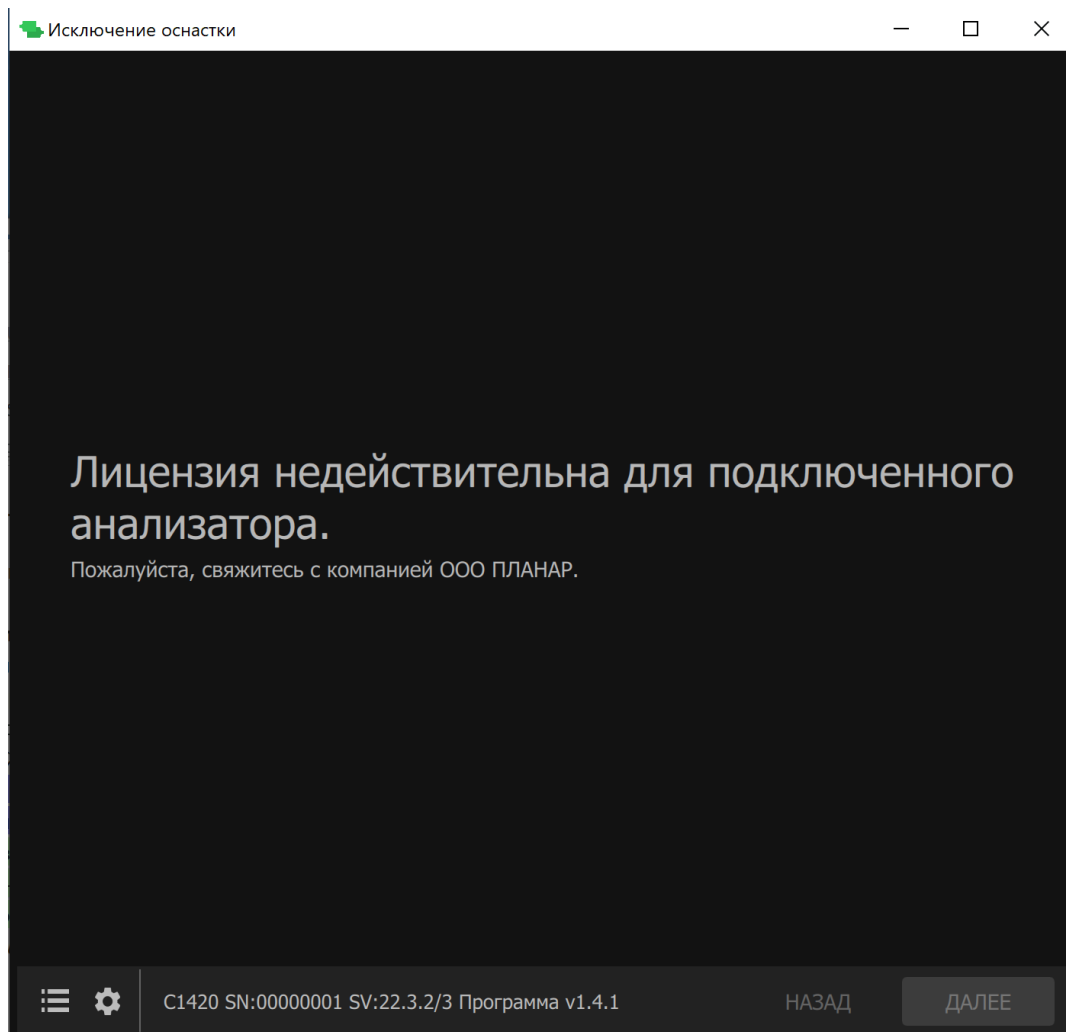 Исключение оснастки
Лицензия недействительна для подключенного
анализатора.
Пожалуйста, свяжитесь с компанией ООО ПЛАНАР.
C1420 SN:00000001 SV:22.3.2/3 Программа v1.4.1
НАЗАД
ДАЛЕЕ